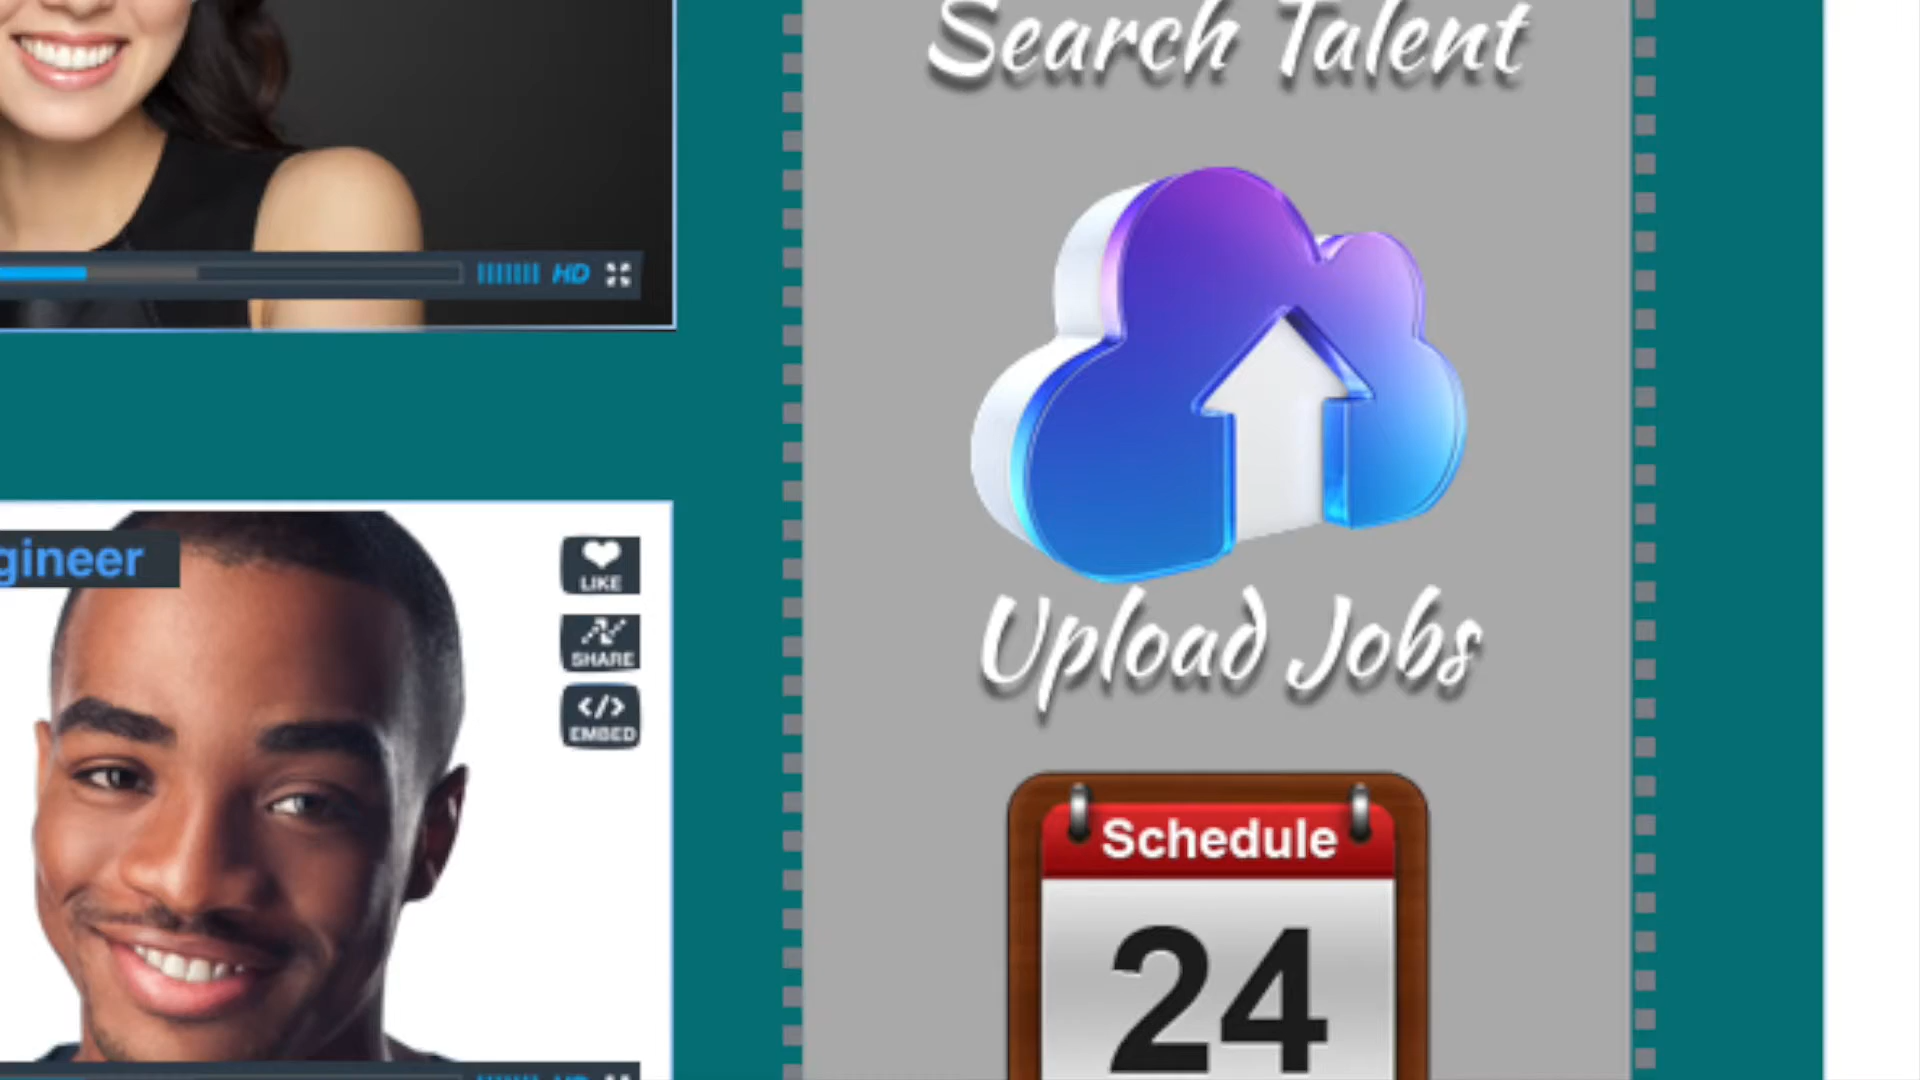 Search Talent
HD
gineer
LIKE
SHARE
EMBED
Upload Jobs
Schedule
24